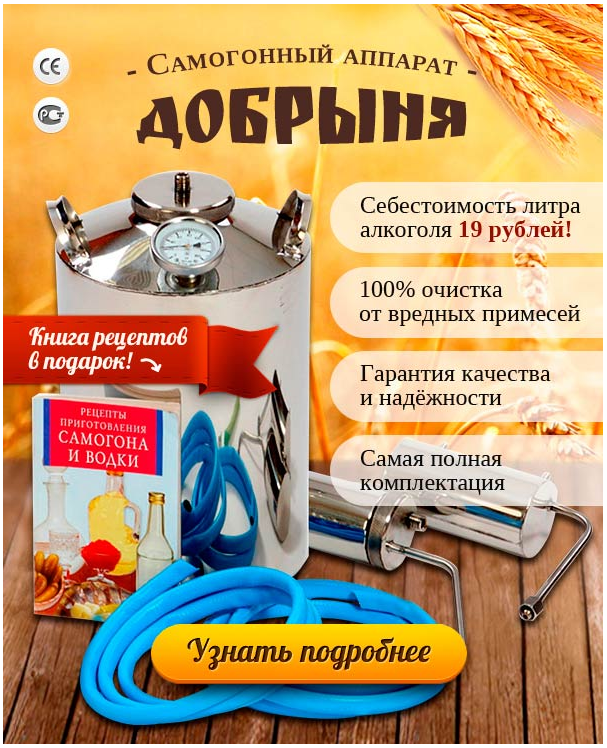 - Самогонный аппарат -
ДОБРЫНЯ
CE
РСТ
Себестоимость литра
алкоголя 19 рублей!
100% очистка
от вредных примесей
Гарантия качества
и надёжности
Самая полная
комплектация
Книга рецептов
в подарок!
РЕЦЕПТЫ
ПРИГОТОВЛЕНИЯ
САМОГОНА
И ВОДКИ
Узнать подробнее